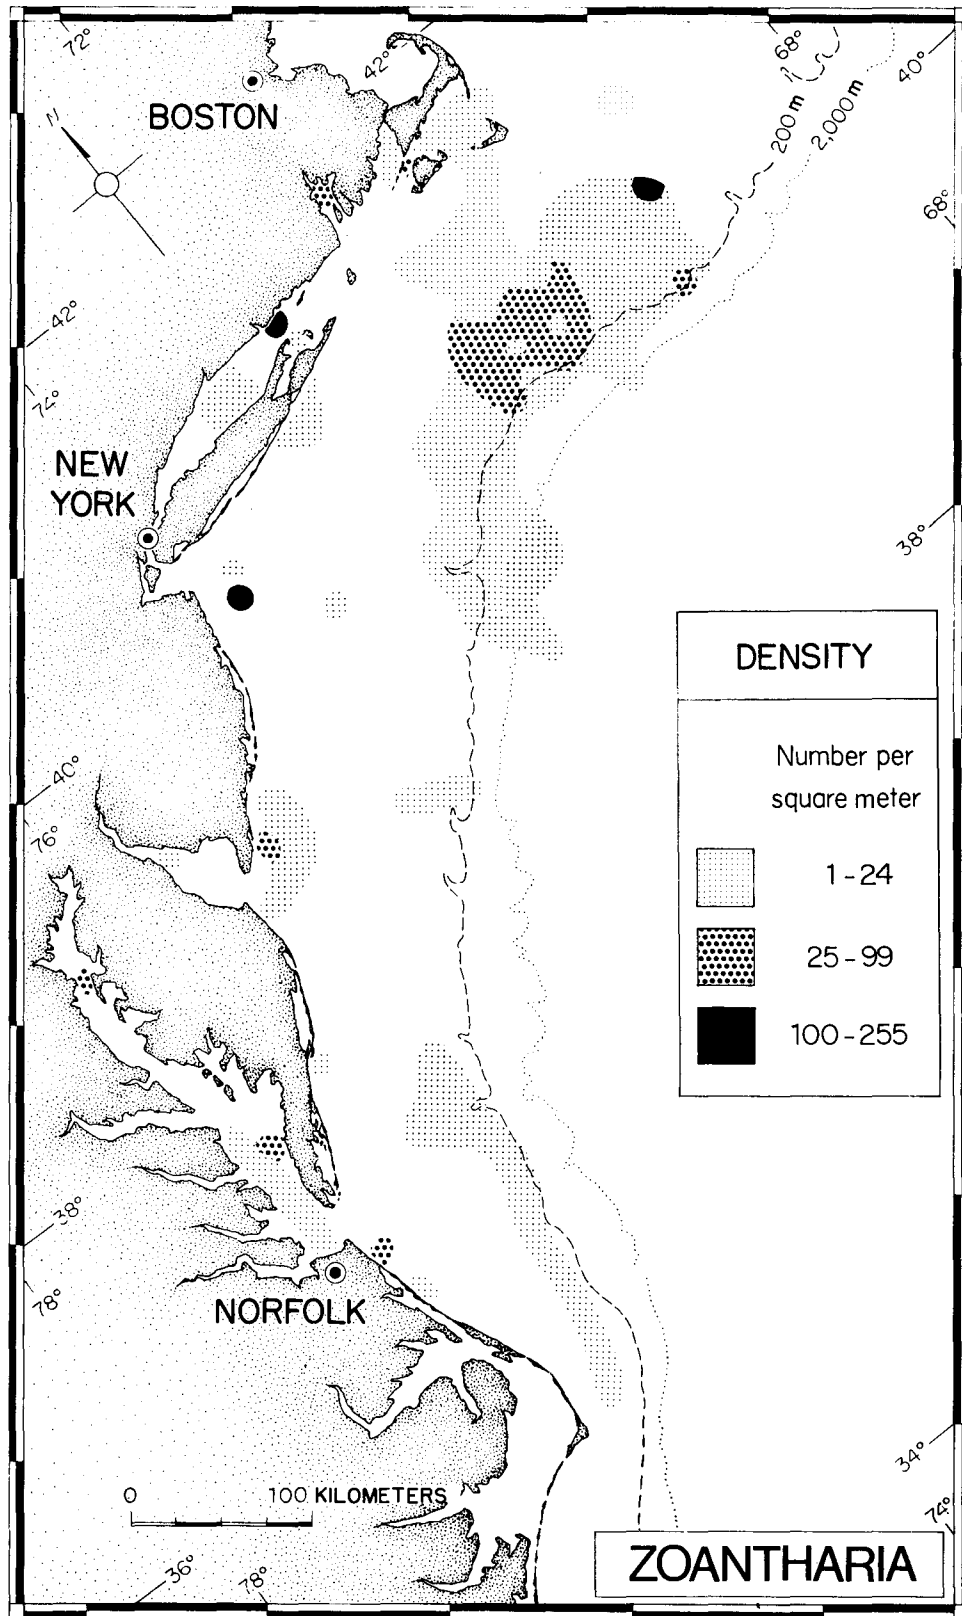 72°
42°
68°
40°
BOSTON
N
200 m
2,000 m
68°
42°
74°
NEW
YORK
38°
DENSITY
Number per
square meter
1-24
25-99
100-255
40°
76°
38°
78°
NORFOLK
34°
74°
0 100 KILOMETERS
ZOANTHARIA
36°
78°